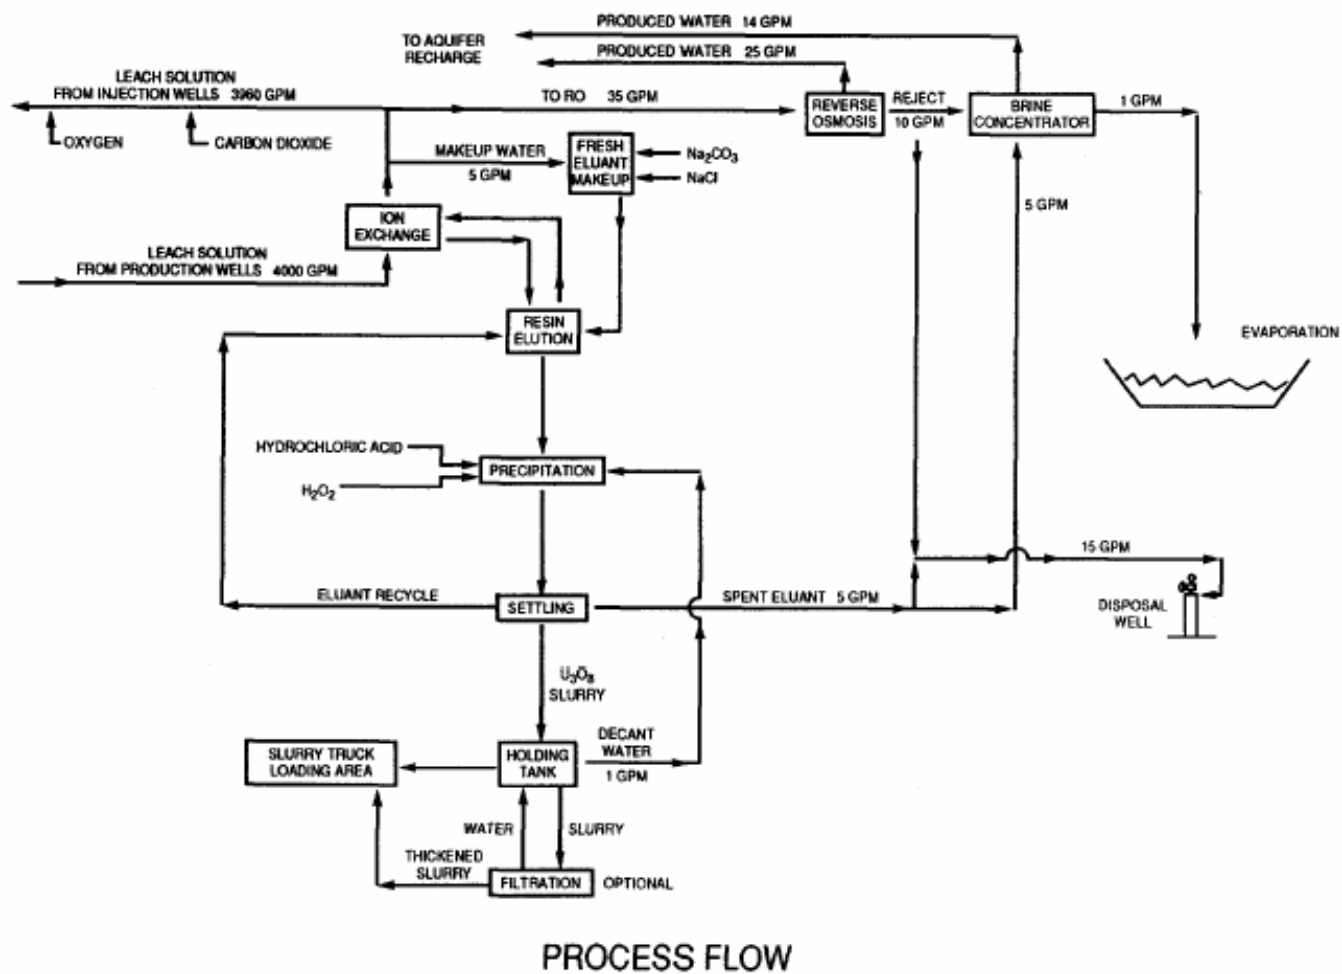 PRODUCED WATER 14 GPM
TO AQUIFER
RECHARGE
PRODUCED WATER 25 GPM
LEACH SOLUTION
FROM INJECTION WELLS 3960 GPM
TO RO 35 GPM
REVERSE
OSMOSIS
REJECT
10 GPM
BRINE
CONCENTRATOR
1 GPM
OXYGEN
CARBON DIOXIDE
MAKEUP WATER
5 GPM
FRESH
ELUANT
MAKEUP
Na₂CO₃
NaCl
5 GPM
ION
EXCHANGE
LEACH SOLUTION
FROM PRODUCTION WELLS 4000 GPM
RESIN
ELUTION
EVAPORATION
HYDROCHLORIC ACID
H₂O₂
PRECIPITATION
15 GPM
ELUANT RECYCLE
SETTLING
SPENT ELUANT 5 GPM
DISPOSAL
WELL
U₃O₈
SLURRY
SLURRY TRUCK
LOADING AREA
HOLDING
TANK
DECANT
WATER
1 GPM
WATER
SLURRY
THICKENED
SLURRY
FILTRATION
OPTIONAL
PROCESS FLOW